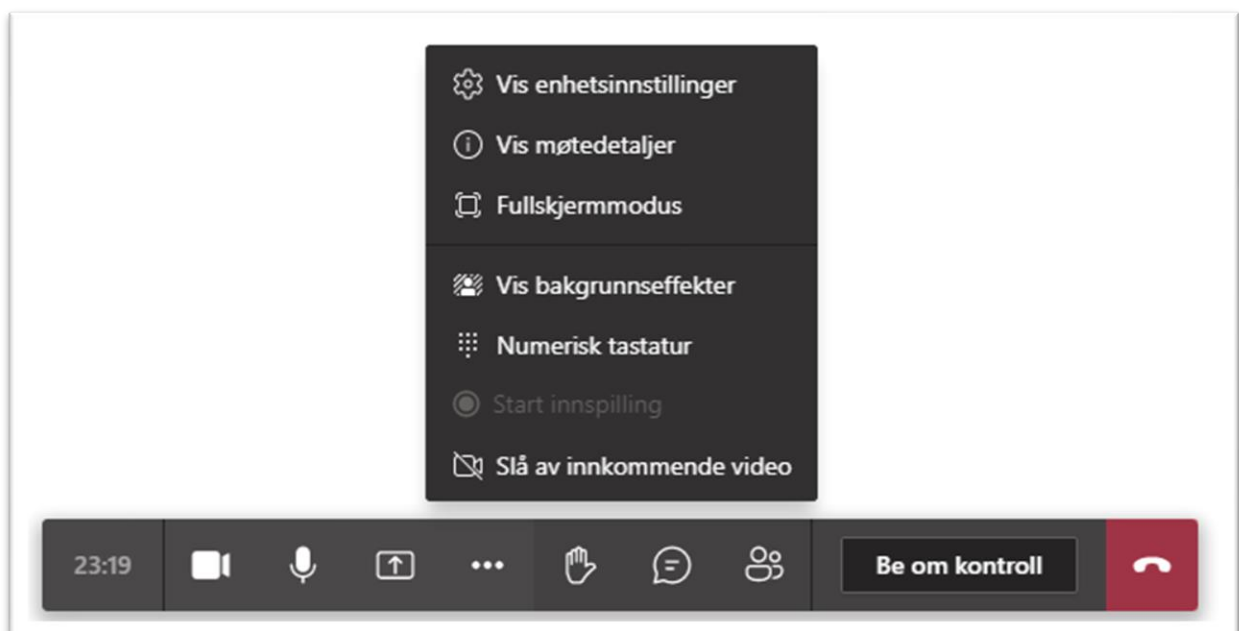 Vis enhetsinnstillinger
Vis møtedetaljer
Fullskjermmodus
Vis bakgrunnseffekter
Numerisk tastatur
Start innspilling
Slå av innkommende video
23:19
Be om kontroll